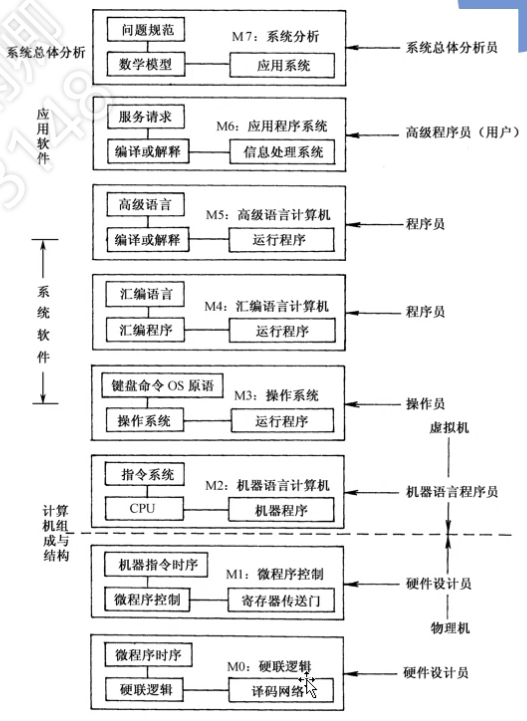 问题规范
M7：系统分析
系统总体分析
系统总体分析员
数学模型
应用系统
应用软件
服务请求
M6：应用程序系统
高级程序员（用户）
编译或解释
信息处理系统
高级语言
M5：高级语言计算机
程序员
编译或解释
运行程序
系统软件
汇编语言
M4：汇编语言计算机
程序员
汇编程序
运行程序
键盘命令OS原语
M3：操作系统
操作员
操作系统
运行程序
虚拟机
指令系统
M2：机器语言计算机
机器语言程序员
CPU
机器程序
计算
机组
成与
结构
机器指令时序
M1：微程序控制
硬件设计员
微程序控制
寄存器传送门
物理机
微程序时序
M0：硬联逻辑
硬件设计员
硬联逻辑
译码网络
3148